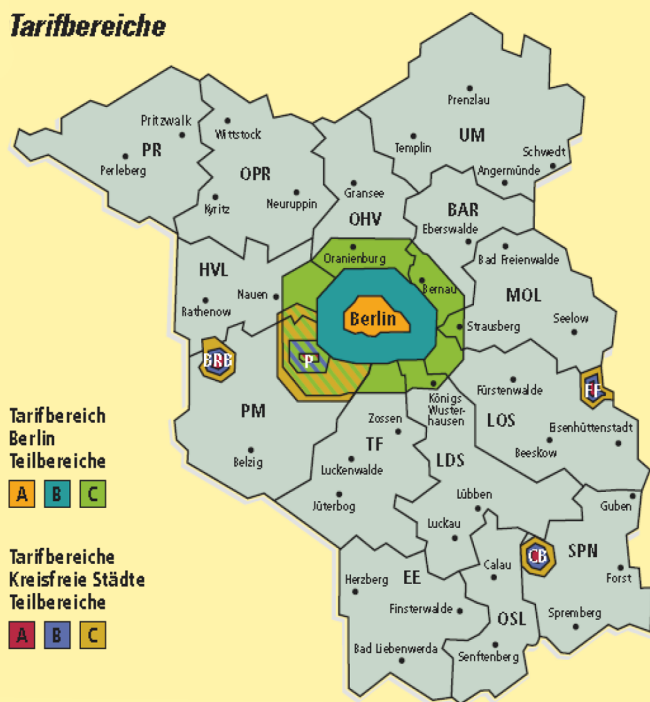 Tarifbereiche
Prenzlau
Pritzwalk
Wittstock
Templin
UM
PR
Schwedt
Perleberg
OPR
Angermünde
Gransee
Kyritz
Neuruppin
OHV
BAR
Eberswalde
Oranienburg
Bad Freienwalde
HVL
Bernau
MOL
Nauen
Rathenow
Berlin
Strausberg
Seelow
BRB
P
FF
Fürstenwalde
Königs
Wuster-
hausen
PM
Zossen
LOS
Eisenhüttenstadt
TF
Beeskow
Belzig
LDS
Luckenwalde
Jüterbog
Lübben
Guben
Luckau
CB
SPN
Calau
EE
Herzberg
Forst
Finsterwalde
OSL
Spremberg
Bad Liebenwerda
Senftenberg
Tarifbereich
Berlin
Teilbereiche
A B C
Tarifbereiche
Kreisfreie Städte
Teilbereiche
A B C